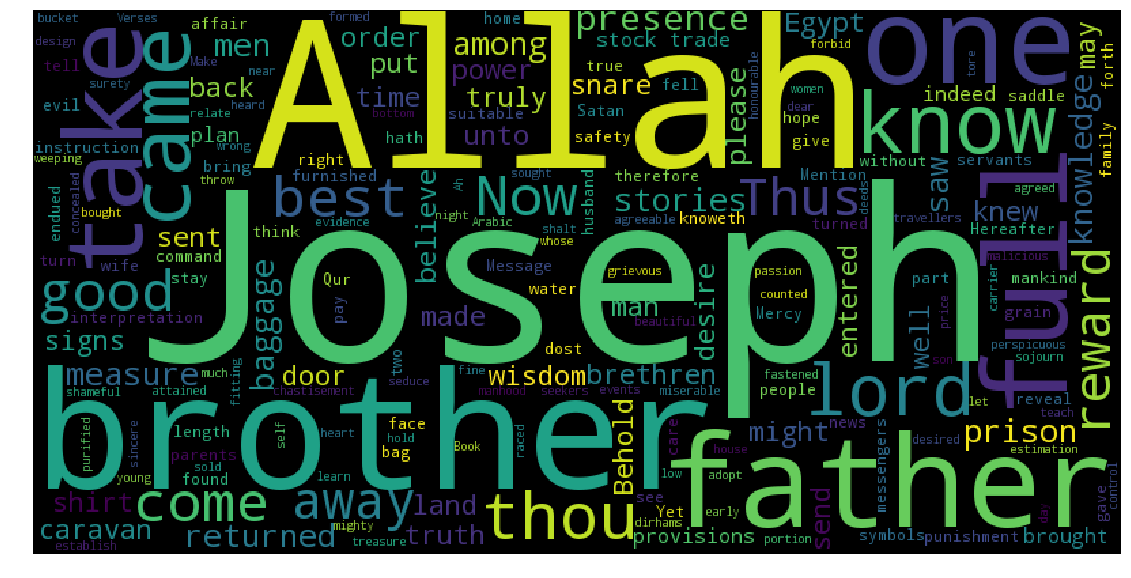 bucket Verses affair formed home presence Egypt forbid
design take came men order among stock trade one tore may forth
tell Make near back put power snare true fell Satan women honourable
surety heard time truly please dear indeed saddle
evil relate Allah hope know knowledge family
instruction plan hath suitable unto safety give
wrong bottom without servants
weeping bring right therefore Mention
throw furnished best Now sought stories Thus deeds saw agreed
concealed endued bought Ah husband agreeable knoweth travellers knew
sent evidence night Arabic believe shalt whose turned Hereafter
turn command think Joseph grievous passion malicious full
wife stay Qur Message water man desire counted entered part carrier mankind
good interpretation baggage pay made beautiful Mercy well price grain reward
signs two dost perspicuous
door fine wisdom brethren fastened son sojourn
measure much fitting seduce people lord let reveal
shameful attained chastisement manhood seekers events miserable teach
brother face Behold care might news desired prison
purified sincere length parents self heart hold bag Book raced house father estimation
young sold found learn low adopt messengers
shirt come away land thou see Yet early send gave control
caravan mighty truth dirhams provisions symbols punishment brought day
establish returned treasure portion